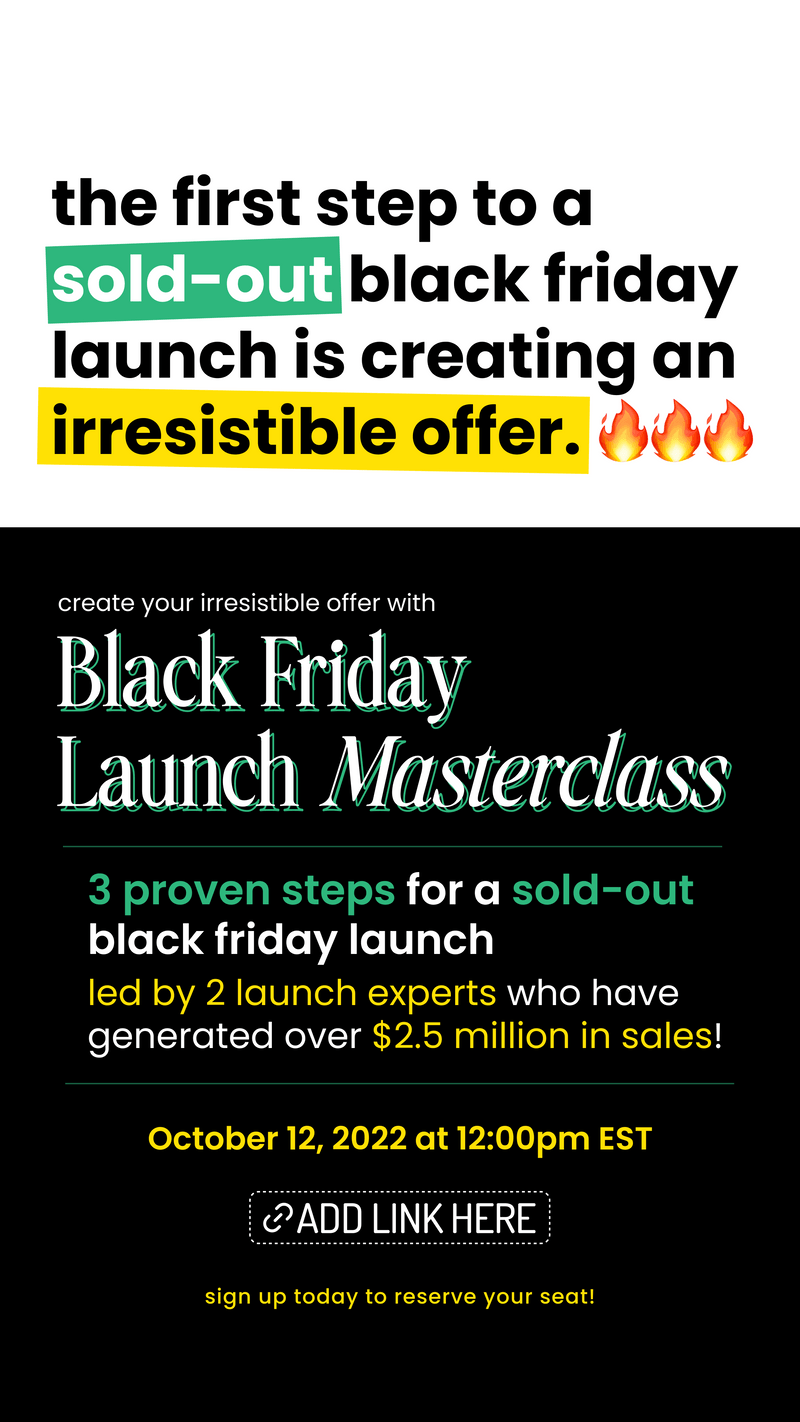 the first step to a
sold-out black friday
launch is creating an
irresistible offer. 🔥🔥🔥
create your irresistible offer with
Black Friday
Launch Masterclass
3 proven steps for a sold-out
black friday launch
led by 2 launch experts who have
generated over $2.5 million in sales!
October 12, 2022 at 12:00pm EST
ADD LINK HERE
sign up today to reserve your seat!